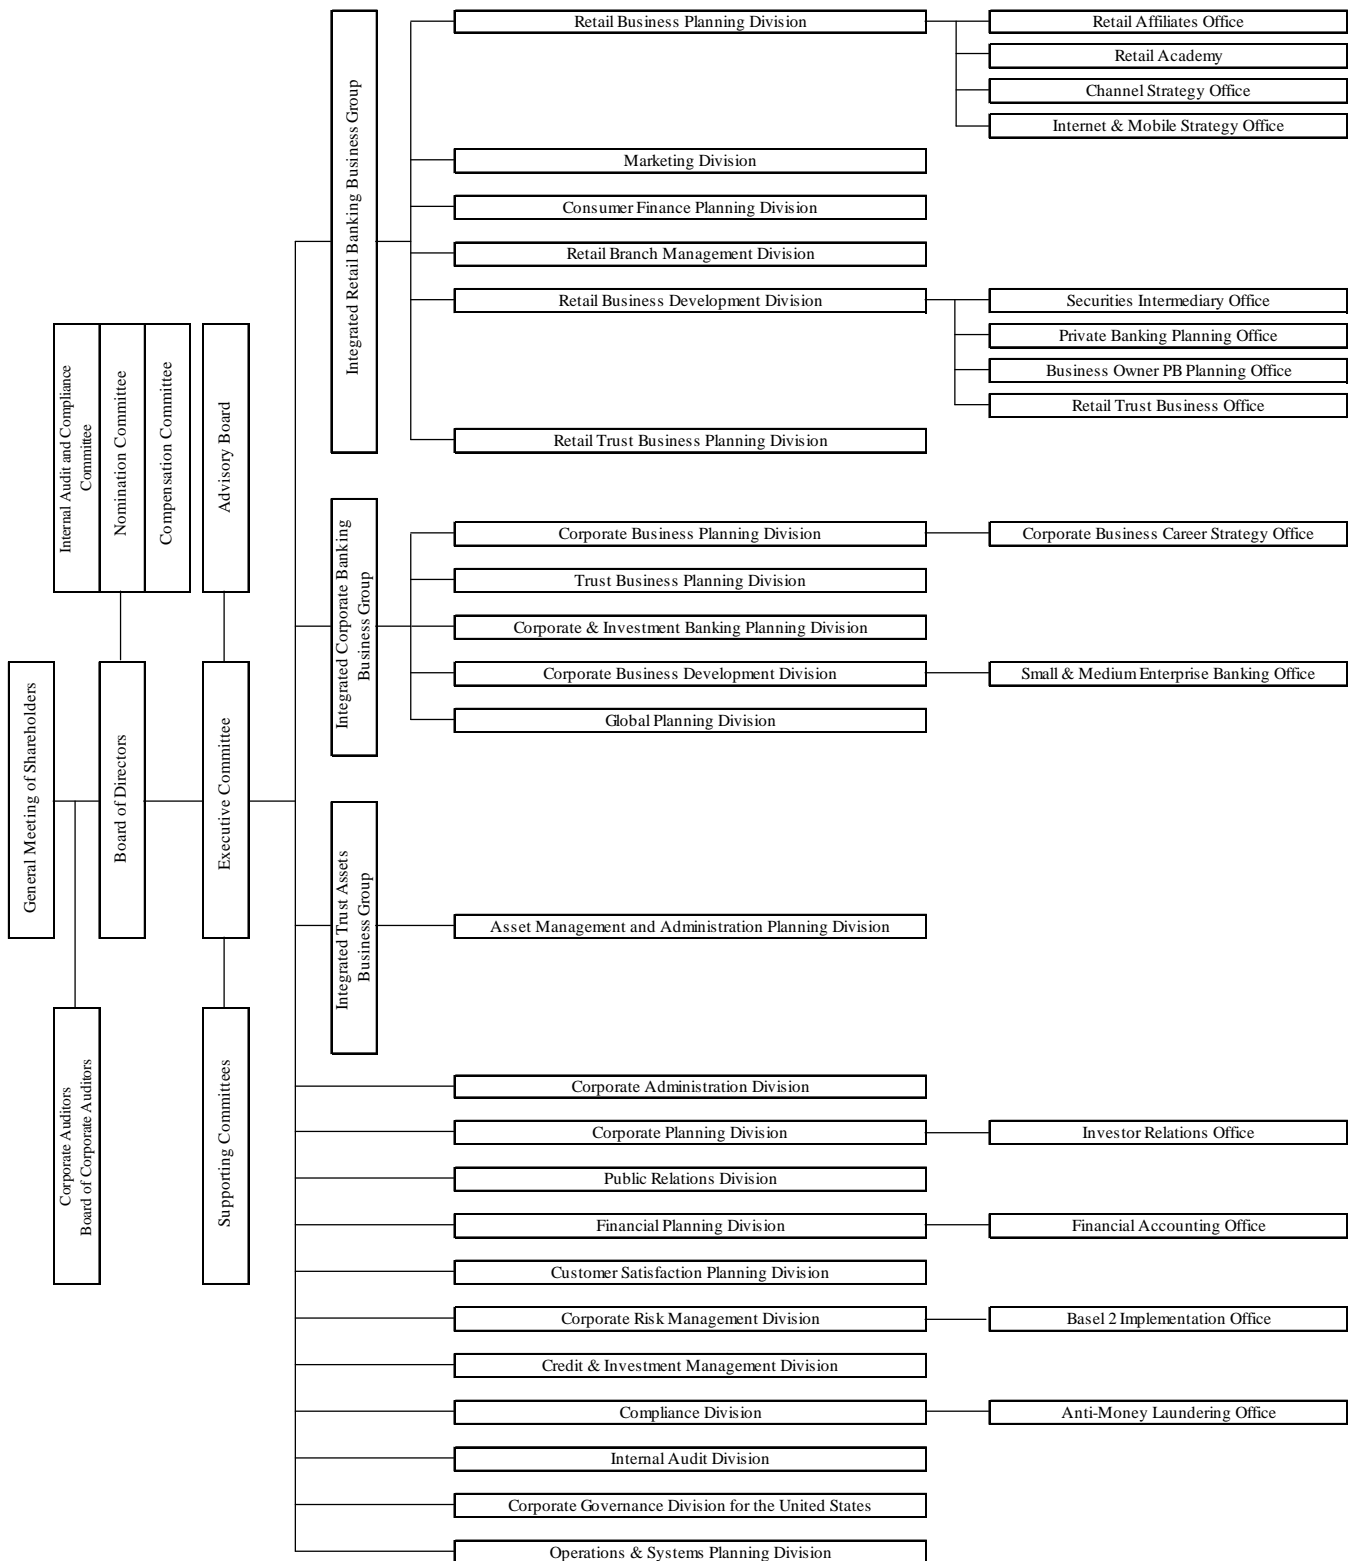 General Meeting of Shareholders
Corporate Auditors
Board of Corporate Auditors
Internal Audit and Compliance
Committee
Nomination Committee
Compensation Committee
Board of Directors
Advisory Board
Executive Committee
Supporting Committees
Integrated Retail Banking Business Group
Retail Business Planning Division
Retail Affiliates Office
Retail Academy
Channel Strategy Office
Internet & Mobile Strategy Office
Marketing Division
Consumer Finance Planning Division
Retail Branch Management Division
Retail Business Development Division
Securities Intermediary Office
Private Banking Planning Office
Business Owner PB Planning Office
Retail Trust Business Office
Retail Trust Business Planning Division
Integrated Corporate Banking
Business Group
Corporate Business Planning Division
Corporate Business Career Strategy Office
Trust Business Planning Division
Corporate & Investment Banking Planning Division
Corporate Business Development Division
Small & Medium Enterprise Banking Office
Global Planning Division
Integrated Trust Assets
Business Group
Asset Management and Administration Planning Division
Corporate Administration Division
Corporate Planning Division
Investor Relations Office
Public Relations Division
Financial Planning Division
Financial Accounting Office
Customer Satisfaction Planning Division
Corporate Risk Management Division
Basel 2 Implementation Office
Credit & Investment Management Division
Compliance Division
Anti-Money Laundering Office
Internal Audit Division
Corporate Governance Division for the United States
Operations & Systems Planning Division